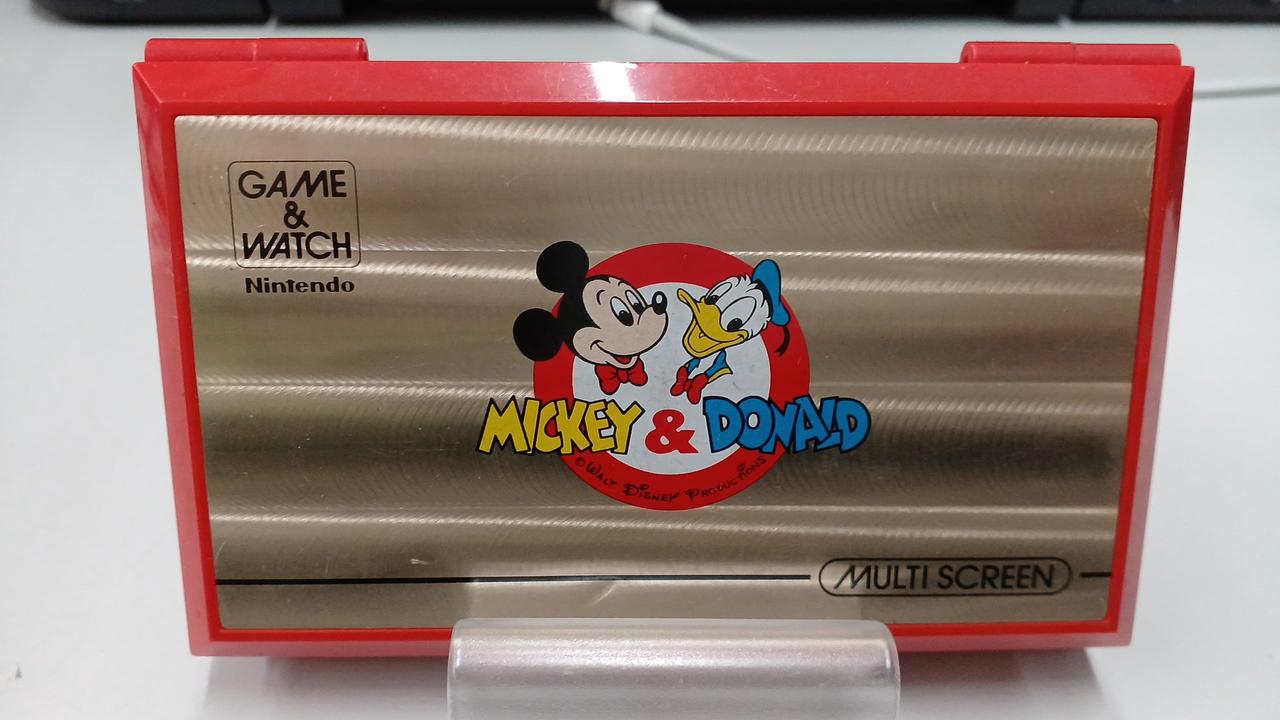 GAME
&
WATCH
Nintendo
MICKEY & DONALD
© WALT DISNEY PRODUCTIONS
MULTI SCREEN